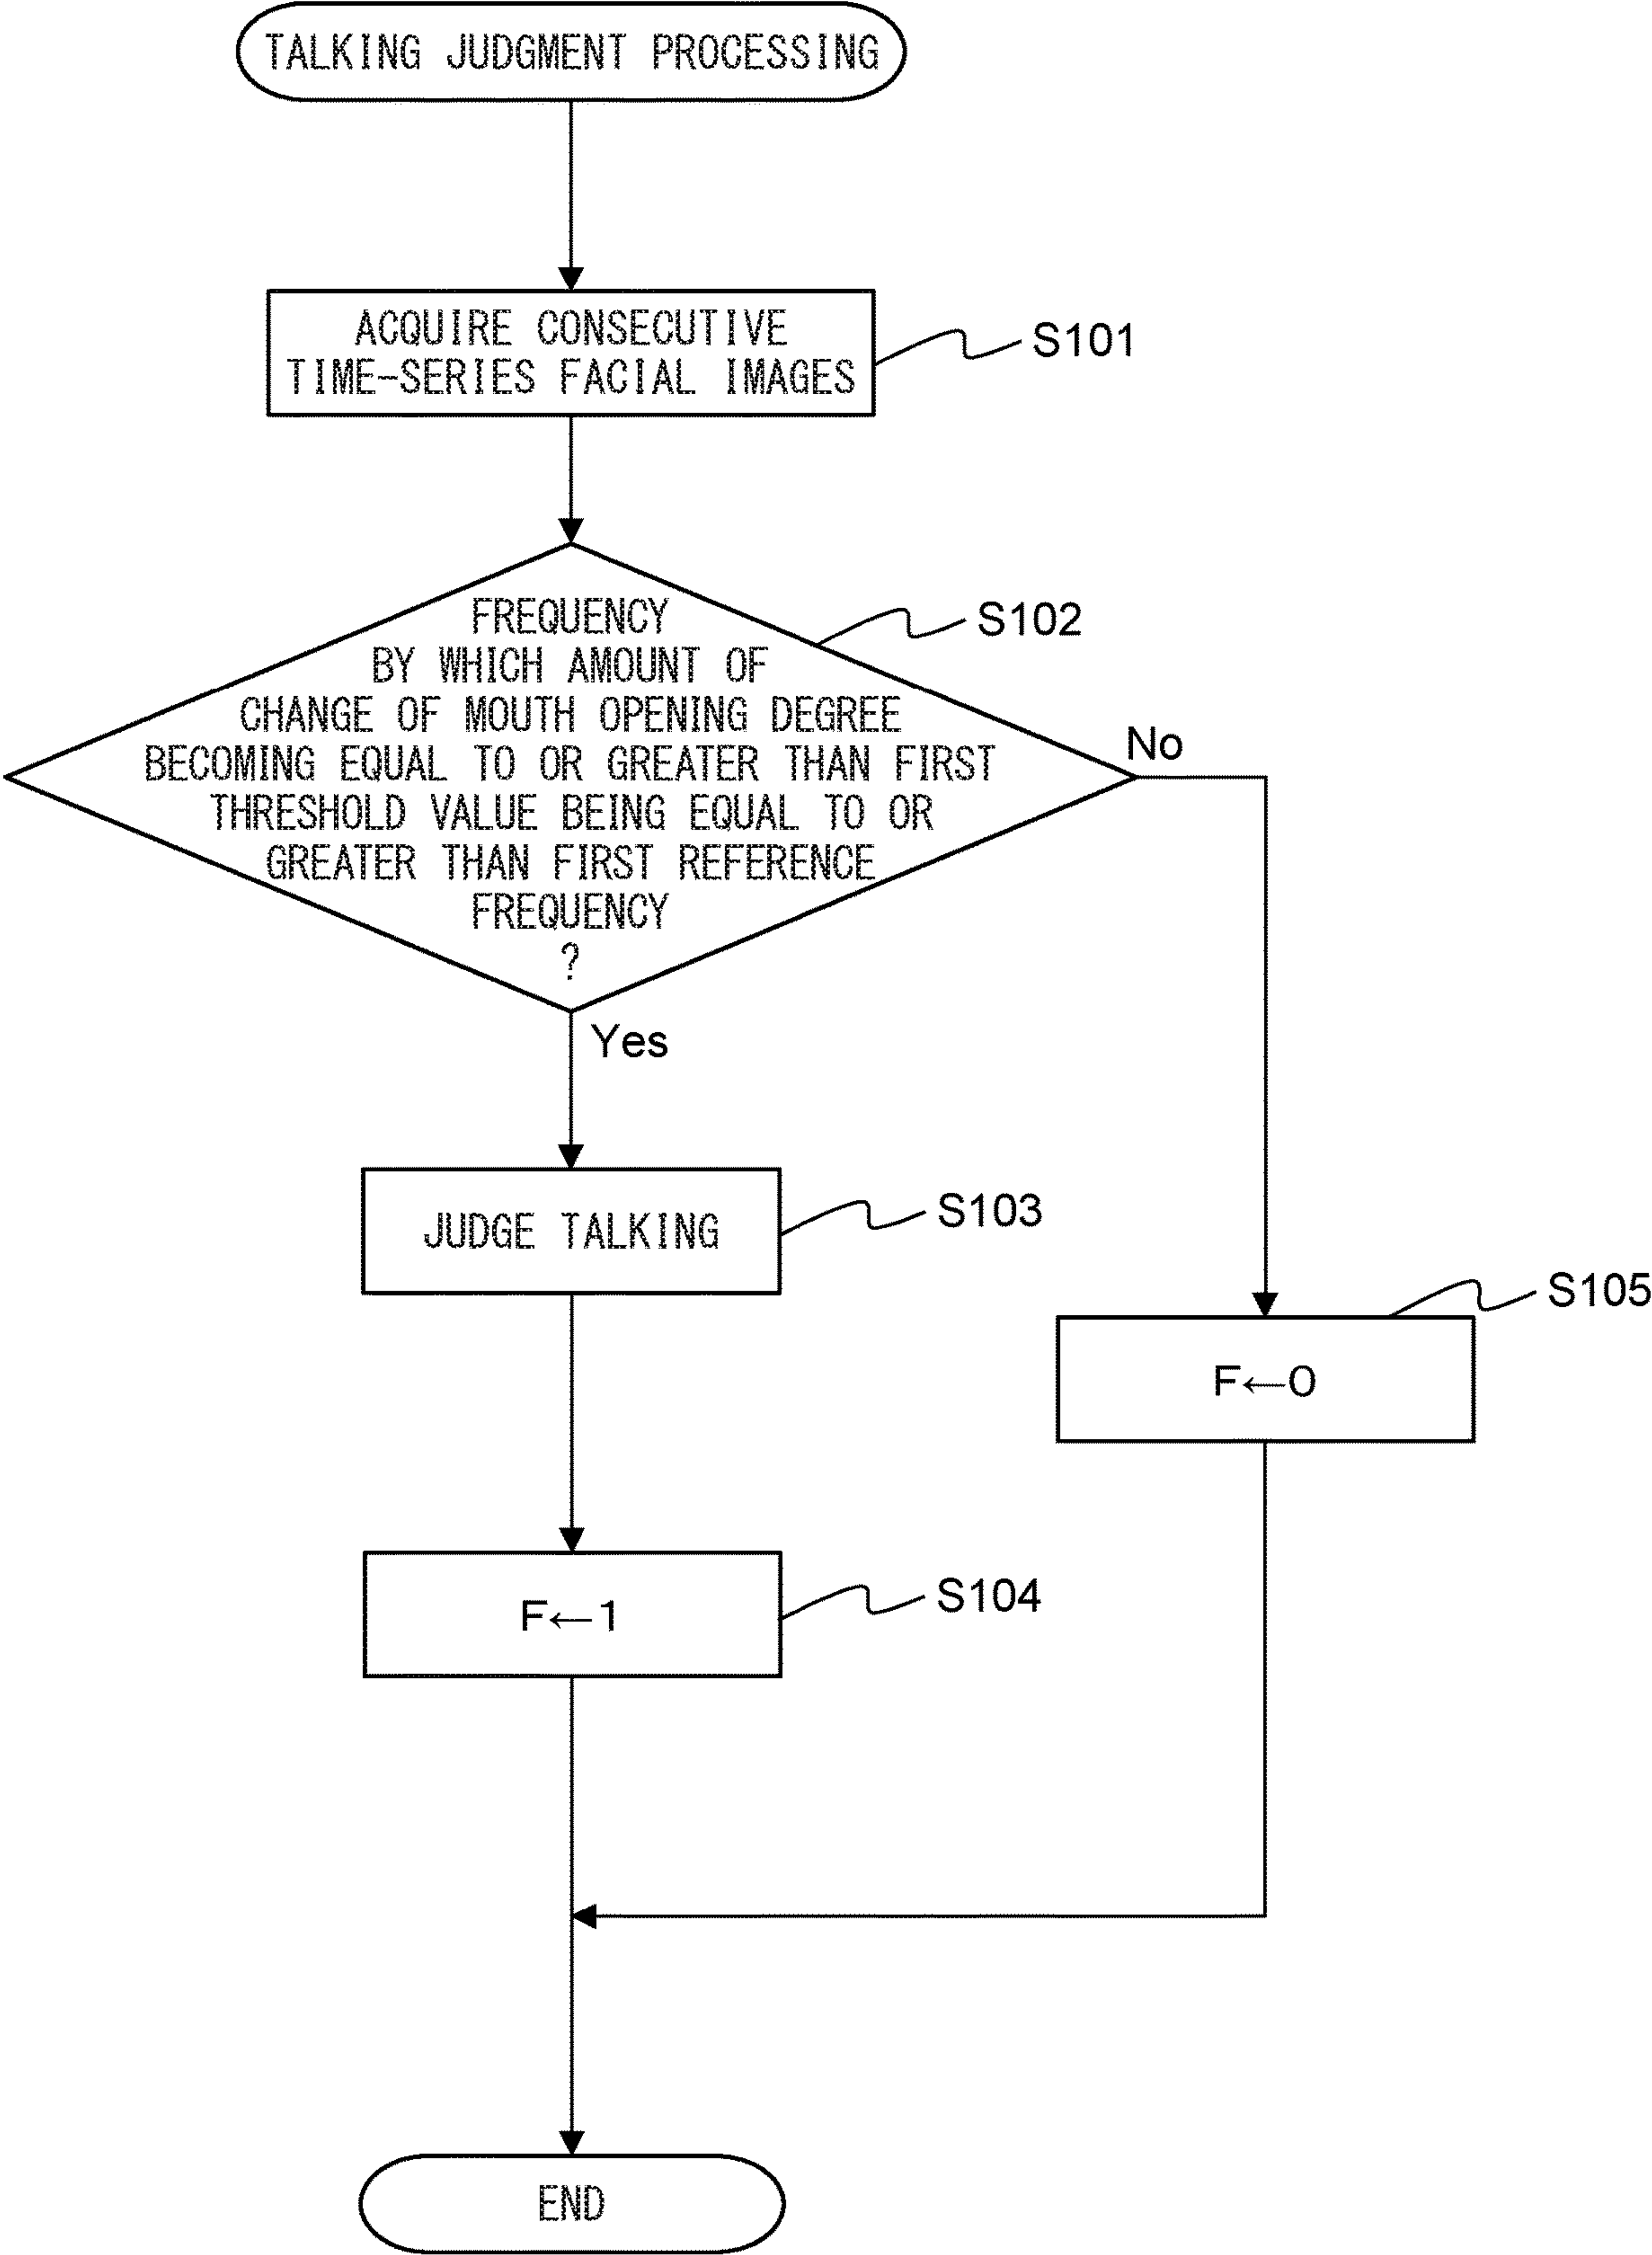 TALKING JUDGMENT PROCESSING
ACQUIRE CONSECUTIVE
TIME-SERIES FACIAL IMAGES
S101
FREQUENCY
BY WHICH AMOUNT OF
CHANGE OF MOUTH OPENING DEGREE
BECOMING EQUAL TO OR GREATER THAN FIRST
THRESHOLD VALUE BEING EQUAL TO OR
GREATER THAN FIRST REFERENCE
FREQUENCY
?
S102
No
Yes
JUDGE TALKING
S103
S105
F←0
F←1
S104
END